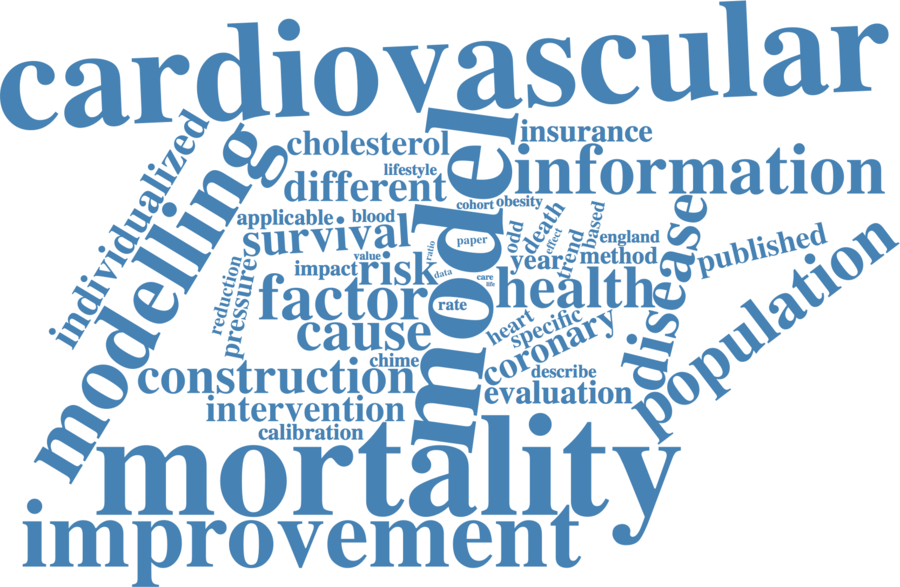 cardiovascular
individualized
modelling
cholesterol
insurance
model
information
lifestyle
different
cohort
obesity
applicable
blood
survival
paper
odd
death
effect
trend
based
england
disease
published
population
reduction
pressure
value
impact
risk
ratio
data
care
life
year
method
factor
rate
health
cause
heart
specific
coronary
chime
construction
describe
evaluation
intervention
calibration
mortality
improvement